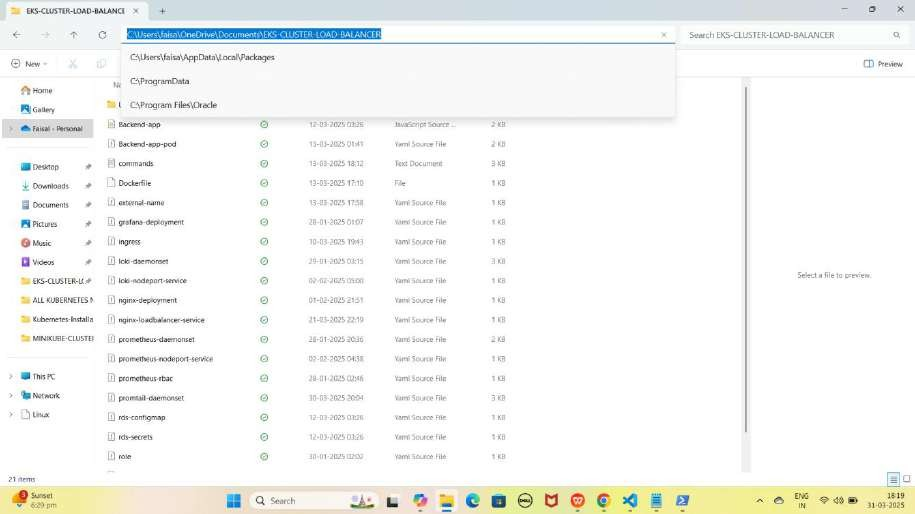 EKS-CLUSTER-LOAD-BALANCE
C:\Users\faisa\OneDrive\Documents\EKS-CLUSTER-LOAD-BALANCER
Search EKS-CLUSTER-LOAD-BALANCER
New
Preview
C:\Users\faisa\AppData\Local\Packages
C:\ProgramData
C:\Program Files\Oracle
Home
Gallery
Faisal - Personal
Desktop
Downloads
Documents
Pictures
Music
Videos
EKS-CLUSTER-LO
ALL KUBERNETES N
Kubernetes-Installa
MINIKUBE-CLUSTER
This PC
Network
Linux
Backend-app 12-03-2025 03:26 JavaScript Source ... 2 KB
Backend-app-pod 13-03-2025 01:41 Yaml Source File 2 KB
commands 13-03-2025 18:12 Text Document 3 KB
Dockerfile 13-03-2025 17:10 File 1 KB
external-name 13-03-2025 17:58 Yaml Source File 1 KB
grafana-deployment 28-01-2025 01:07 Yaml Source File 1 KB
ingress 10-03-2025 19:43 Yaml Source File 1 KB
loki-daemonset 29-01-2025 03:15 Yaml Source File 3 KB
loki-nodeport-service 02-02-2025 05:00 Yaml Source File 1 KB
nginx-deployment 01-02-2025 21:51 Yaml Source File 1 KB
nginx-loadbalancer-service 21-03-2025 22:19 Yaml Source File 1 KB
prometheus-daemonset 28-01-2025 20:36 Yaml Source File 2 KB
prometheus-nodeport-service 02-02-2025 04:38 Yaml Source File 1 KB
prometheus-rbac 28-01-2025 02:46 Yaml Source File 1 KB
promtail-daemonset 30-03-2025 20:04 Yaml Source File 3 KB
rds-configmap 12-03-2025 03:26 Yaml Source File 1 KB
rds-secrets 12-03-2025 03:26 Yaml Source File 1 KB
role 30-01-2025 02:02 Yaml Source File 1 KB
Select a file to preview.
21 items
3
Sunset
6:29 pm
Search
DELL
ENG
IN
18:19
31-03-2025